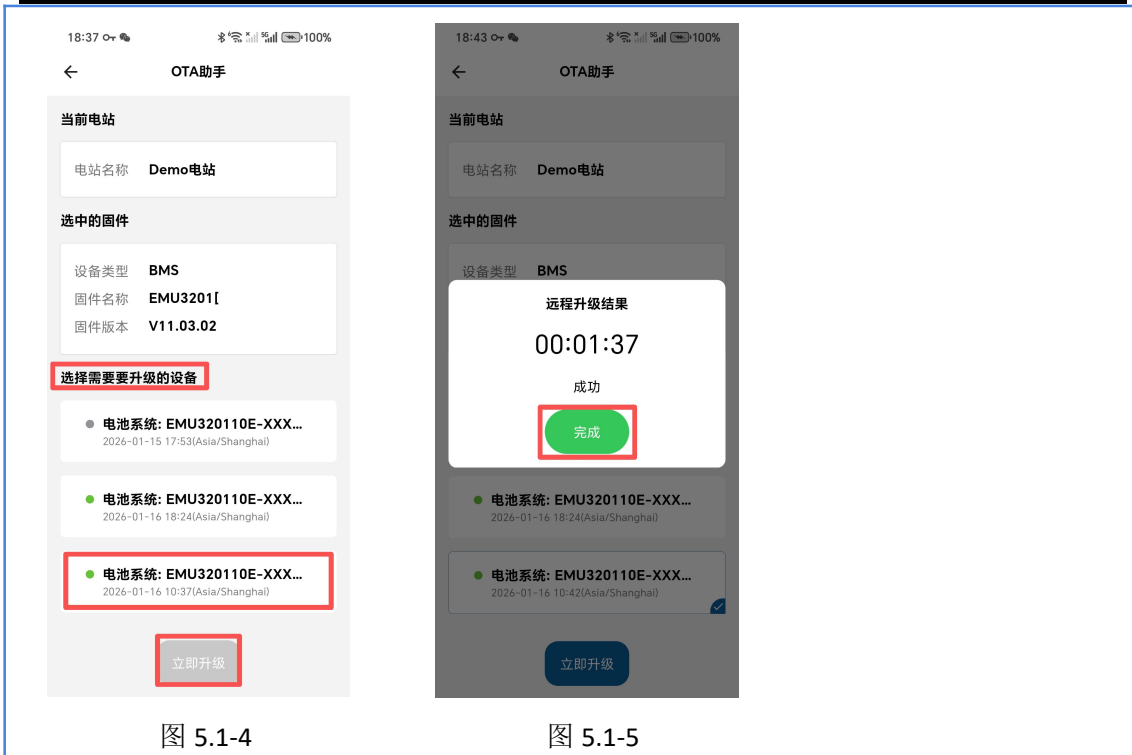 18:37 100%
OTA助手
当前电站
电站名称 Demo电站
选中的固件
设备类型 BMS
固件名称 EMU3201[
固件版本 V11.03.02
选择需要要升级的设备
电池系统: EMU320110E-XXX...
2026-01-15 17:53(Asia/Shanghai)
电池系统: EMU320110E-XXX...
2026-01-16 18:24(Asia/Shanghai)
电池系统: EMU320110E-XXX...
2026-01-16 10:37(Asia/Shanghai)
立即升级
图 5.1-4
18:43 100%
OTA助手
当前电站
电站名称 Demo电站
选中的固件
设备类型 BMS
远程升级结果
00:01:37
成功
完成
电池系统: EMU320110E-XXX...
2026-01-16 18:24(Asia/Shanghai)
电池系统: EMU320110E-XXX...
2026-01-16 10:42(Asia/Shanghai)
立即升级
图 5.1-5